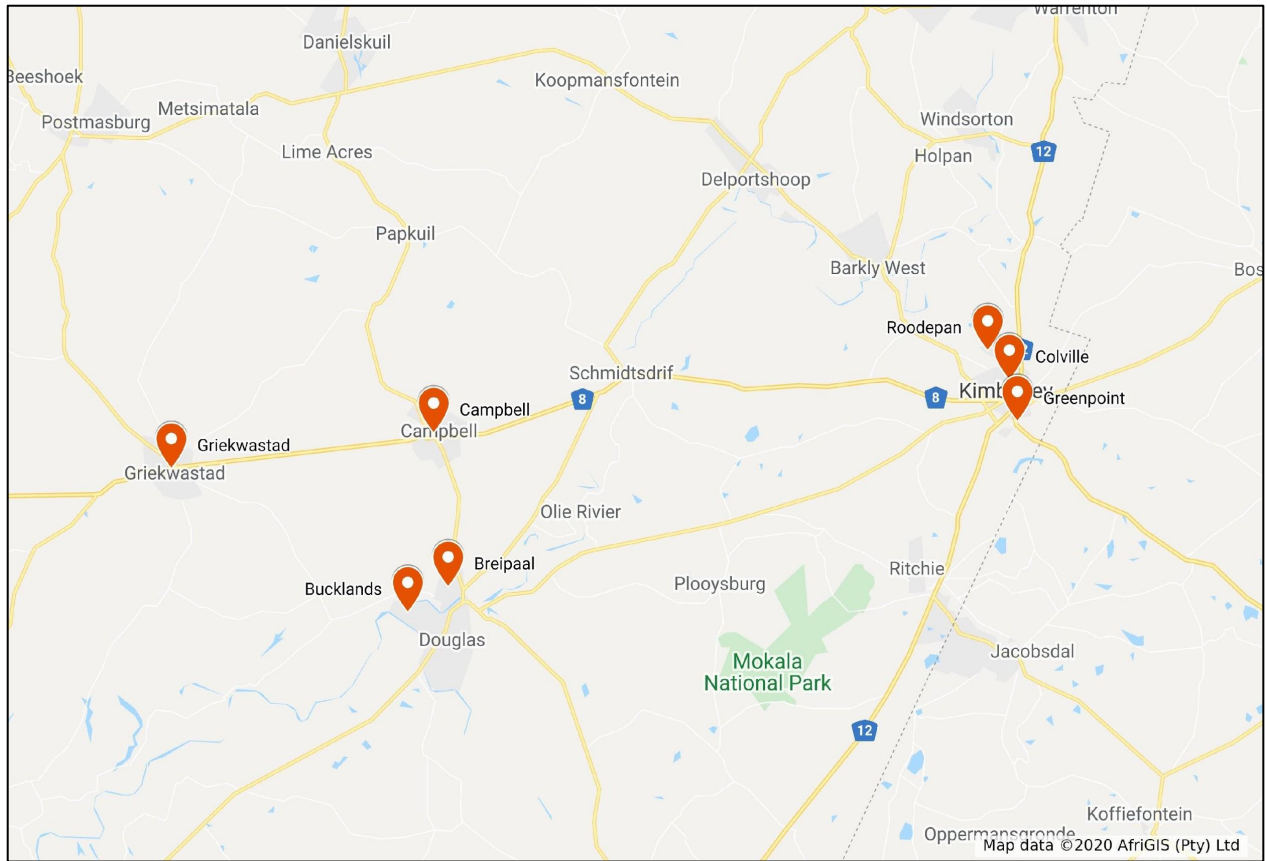 Warrenton
Danielskuil
Beeshoek
Koopmansfontein
Metsimatala
Postmasburg
Windsorton
12
Lime Acres
Holpan
Delportshoop
Papkuil
Barkly West
Roodepan
Colville
Schmidtsdrif
Kimberley
8
8
Greenpoint
Campbell
Campbell
Griekwastad
Griekwastad
Olie Rivier
Breipaal
Ritchie
Bucklands
Plooysburg
Douglas
Jacobsdal
Mokala
National Park
12
Koffiefontein
Oppermansgronde
Map data ©2020 AfriGIS (Pty) Ltd